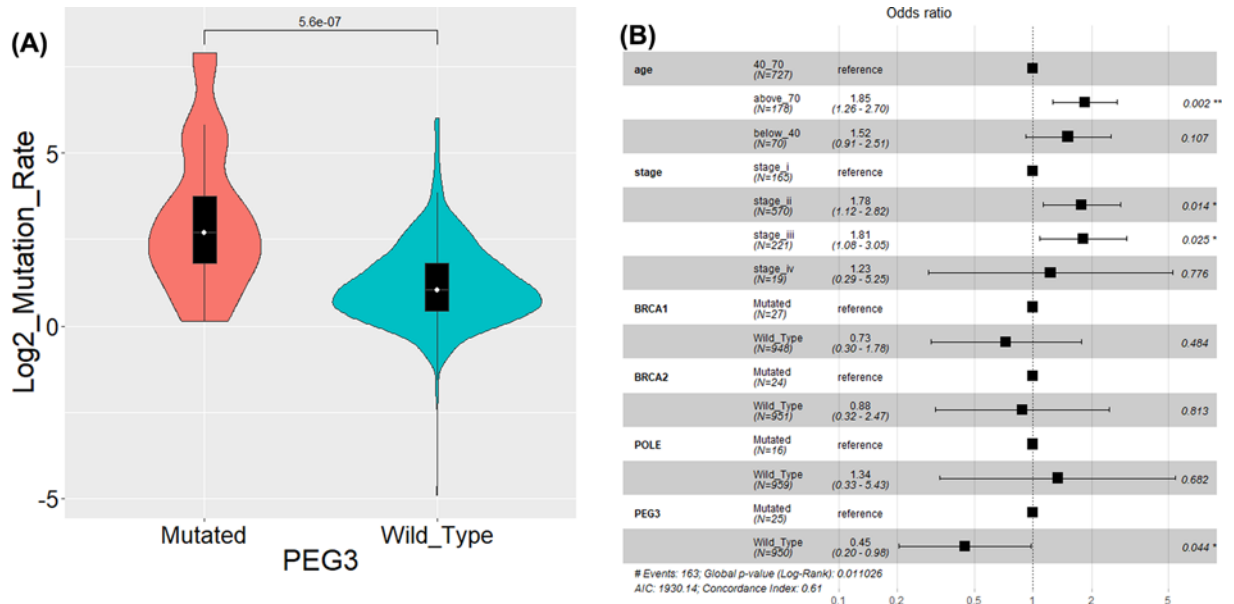 (A)
5.6e-07
Log2_Mutation_Rate
5
0
-5
Mutated
Wild_Type
PEG3
(B)
Odds ratio
age
40_70
(N=727)
reference
above_70
(N=178)
1.85
(1.26 - 2.70)
0.002 **
below_40
(N=70)
1.52
(0.91 - 2.51)
0.107
stage
stage_i
(N=165)
reference
stage_ii
(N=570)
1.78
(1.12 - 2.82)
0.014 *
stage_iii
(N=221)
1.81
(1.08 - 3.05)
0.025 *
stage_iv
(N=19)
1.23
(0.29 - 5.25)
0.776
BRCA1
Mutated
(N=27)
reference
Wild_Type
(N=948)
0.73
(0.30 - 1.78)
0.484
BRCA2
Mutated
(N=24)
reference
Wild_Type
(N=951)
0.88
(0.32 - 2.47)
0.813
POLE
Mutated
(N=16)
reference
Wild_Type
(N=959)
1.34
(0.33 - 5.43)
0.682
PEG3
Mutated
(N=25)
reference
Wild_Type
(N=950)
0.45
(0.20 - 0.98)
0.044 *
# Events: 163; Global p-value (Log-Rank): 0.011026
AIC: 1930.14; Concordance Index: 0.61
0.1
0.2
0.5
1
2
5